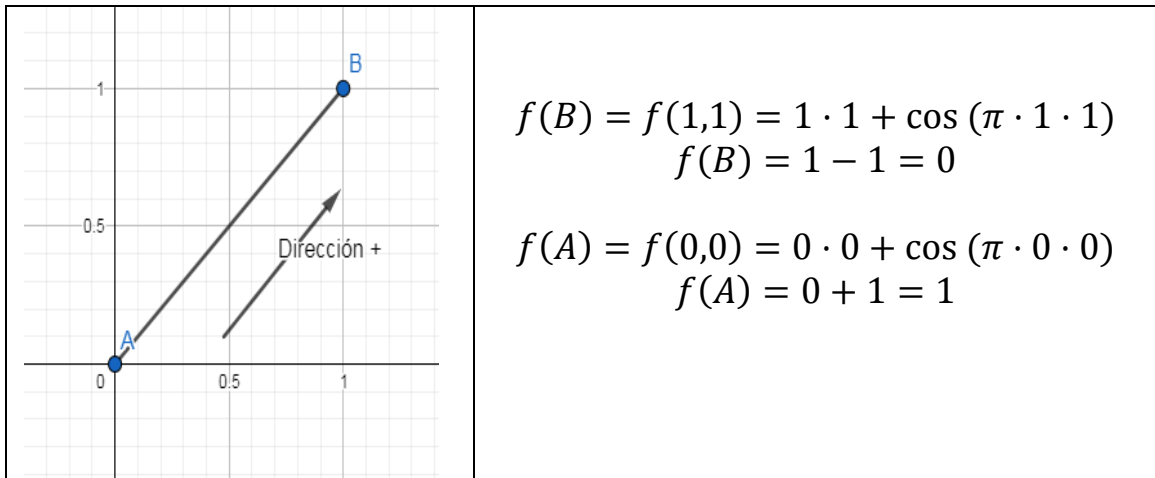 B
1
0.5
Dirección +
A
0
0.5
1
f(B) = f(1,1) = 1 · 1 + cos (π · 1 · 1)
f(B) = 1 − 1 = 0
f(A) = f(0,0) = 0 · 0 + cos (π · 0 · 0)
f(A) = 0 + 1 = 1